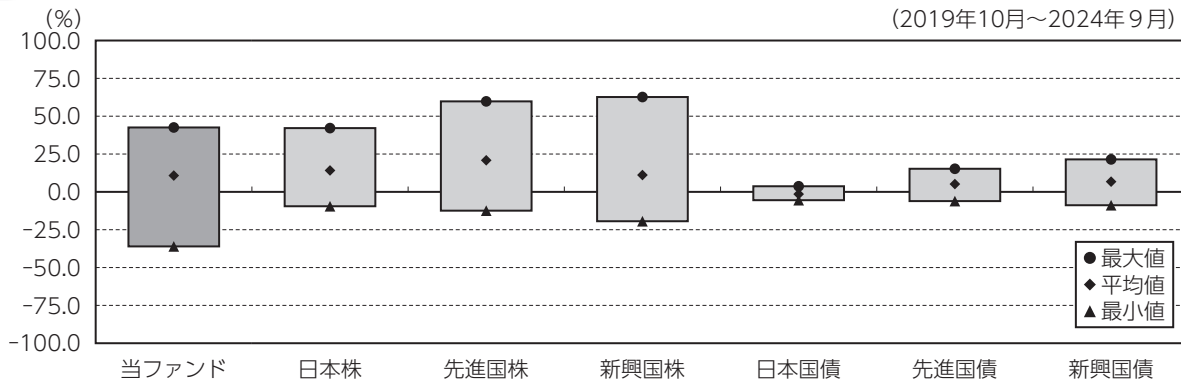 (%)
(2019年10月~2024年9月)
100.0
75.0
50.0
25.0
0.0
-25.0
-50.0
-75.0
-100.0
●最大値
◆平均値
▲最小値
当ファンド 日本株 先進国株 新興国株 日本国債 先進国債 新興国債